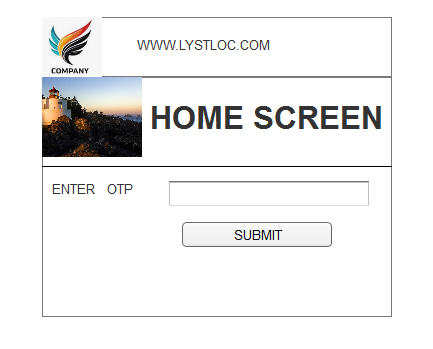 WWW.LYSTLOC.COM
COMPANY
HOME SCREEN
ENTER OTP
SUBMIT